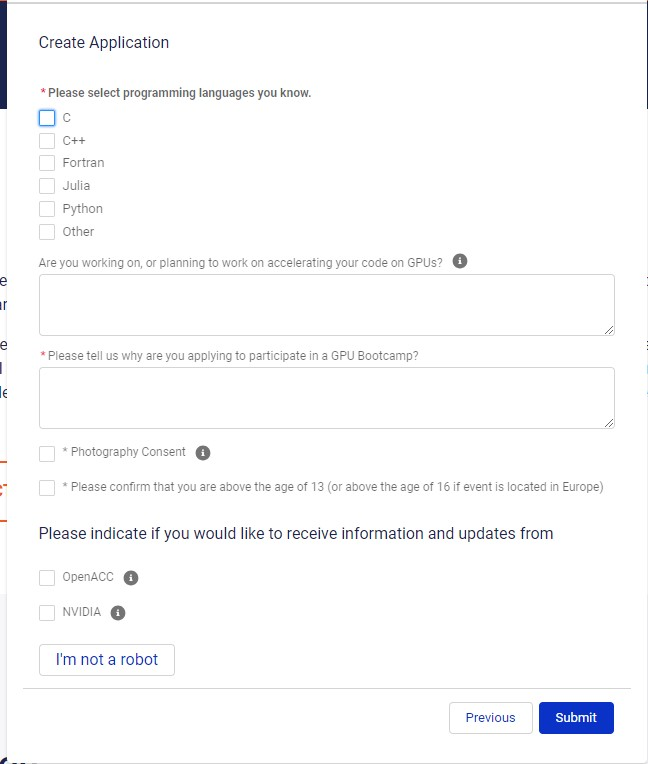 Create Application
* Please select programming languages you know.
C
C++
Fortran
Julia
Python
Other
Are you working on, or planning to work on accelerating your code on GPUs?
* Please tell us why are you applying to participate in a GPU Bootcamp?
* Photography Consent
* Please confirm that you are above the age of 13 (or above the age of 16 if event is located in Europe)
Please indicate if you would like to receive information and updates from
OpenACC
NVIDIA
I'm not a robot
Previous
Submit